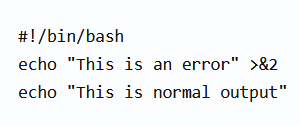 #!/bin/bash
echo "This is an error" >&2
echo "This is normal output"